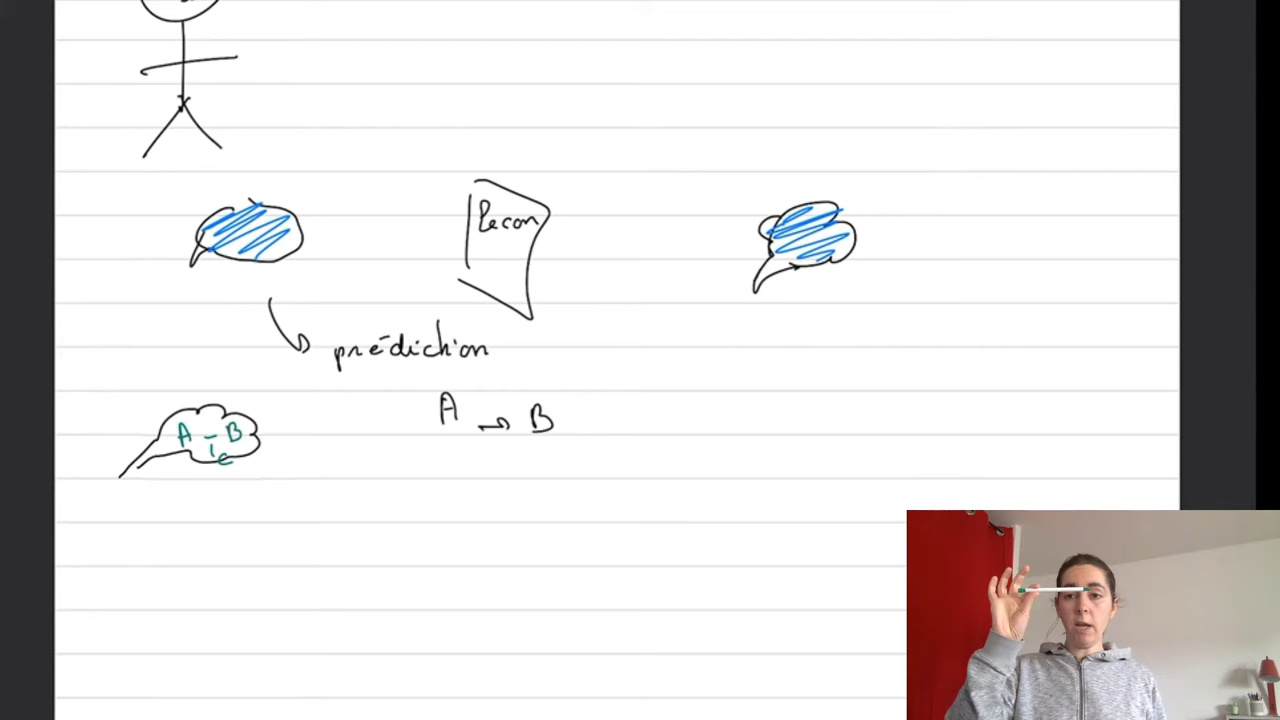 Leçon
prédiction
A → B
A - B
C